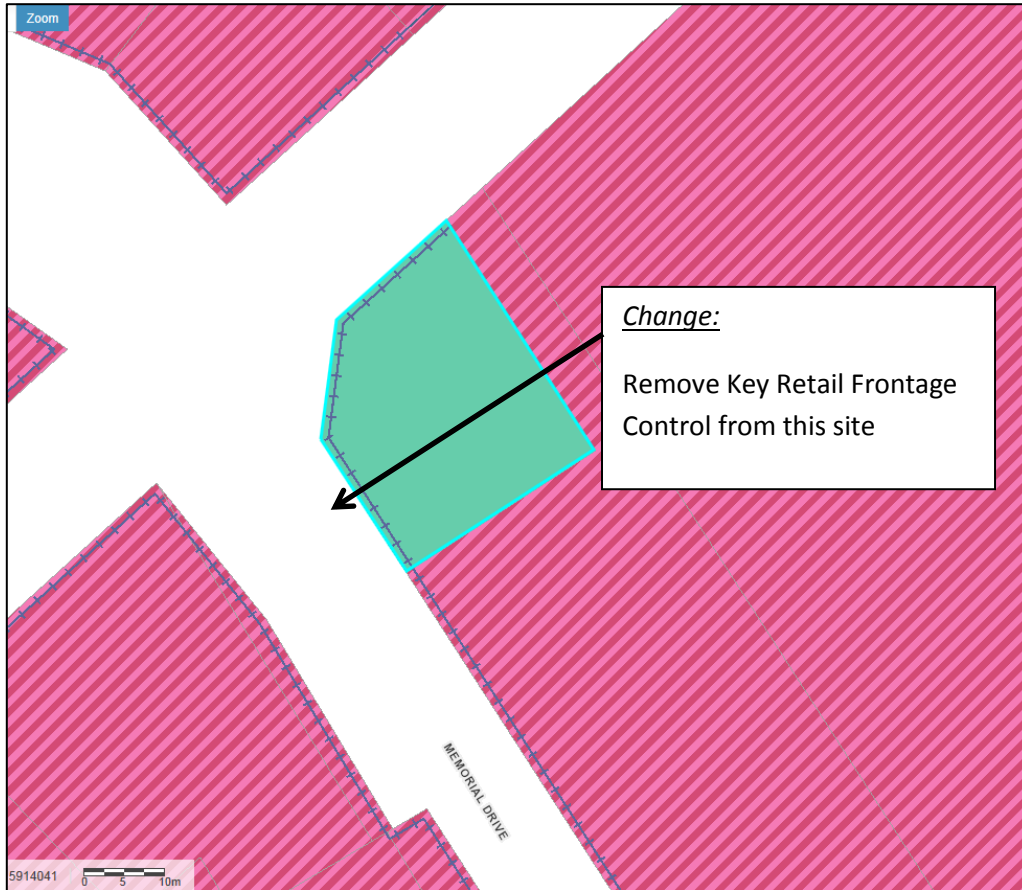 Zoom
Change:
Remove Key Retail Frontage
Control from this site
MEMORIAL DRIVE
5914041
0 5 10m